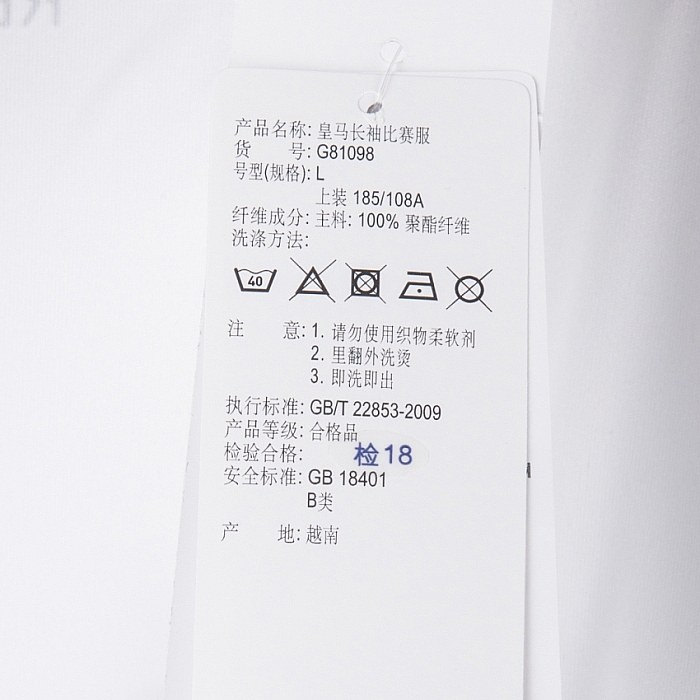 产品名称: 皇马长袖比赛服
货 号: G81098
号型(规格): L
上装 185/108A
纤维成分: 主料: 100% 聚酯纤维
洗涤方法:
40
注 意: 1. 请勿使用织物柔软剂
2. 里翻外洗烫
3. 即洗即出
执行标准: GB/T 22853-2009
产品等级: 合格品
检验合格: 检18
安全标准: GB 18401
B类
产 地: 越南